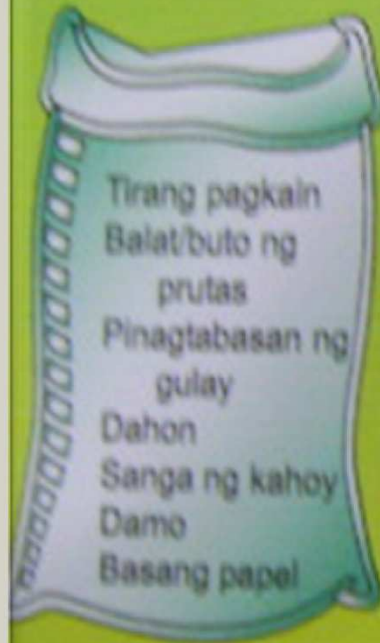 Tirang pagkain
Balat/buto ng
prutas
Pinagtabasan ng
gulay
Dahon
Sanga ng kahoy
Damo
Basang papel